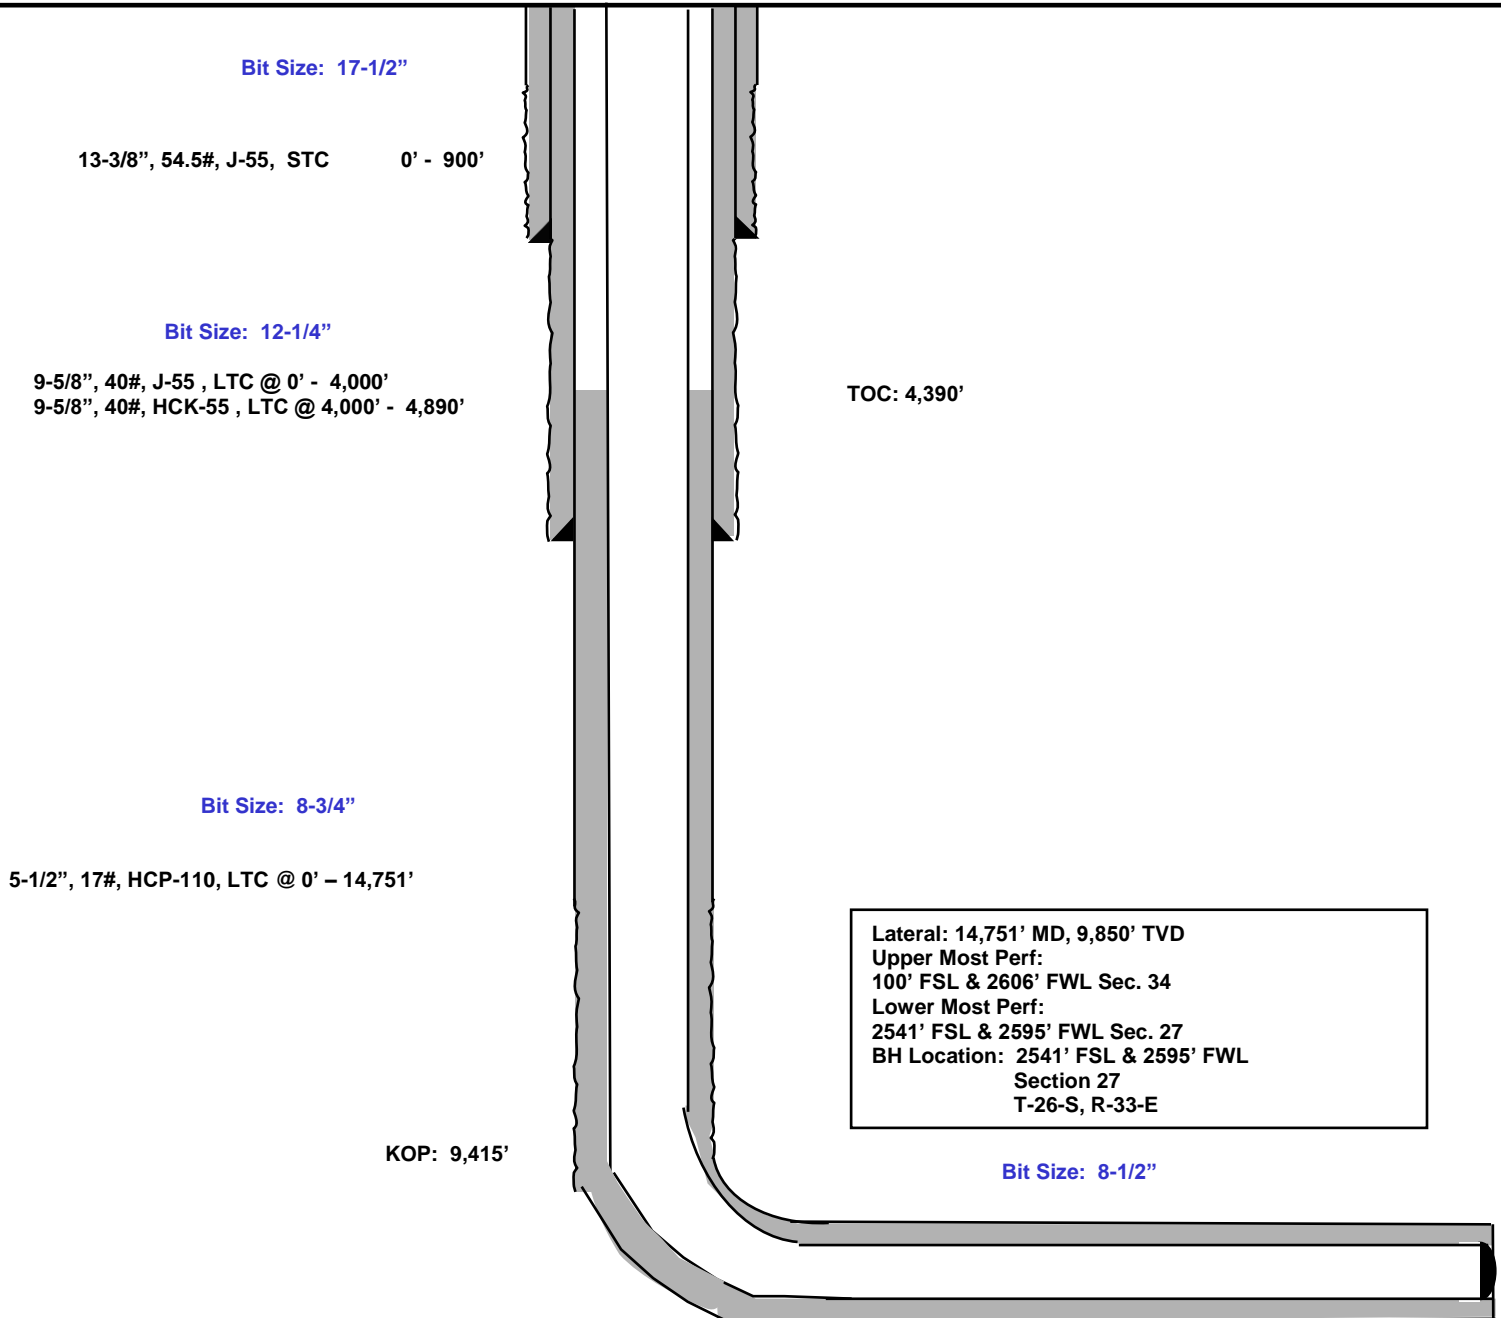 Bit Size: 17-1/2”
13-3/8”, 54.5#, J-55, STC 0’ - 900’
Bit Size: 12-1/4”
9-5/8”, 40#, J-55 , LTC @ 0’ - 4,000’
9-5/8”, 40#, HCK-55 , LTC @ 4,000’ - 4,890’
TOC: 4,390’
Bit Size: 8-3/4”
5-1/2”, 17#, HCP-110, LTC @ 0’ – 14,751’
Lateral: 14,751’ MD, 9,850’ TVD
Upper Most Perf:
100’ FSL & 2606’ FWL Sec. 34
Lower Most Perf:
2541’ FSL & 2595’ FWL Sec. 27
BH Location: 2541’ FSL & 2595’ FWL
Section 27
T-26-S, R-33-E
KOP: 9,415’
Bit Size: 8-1/2”